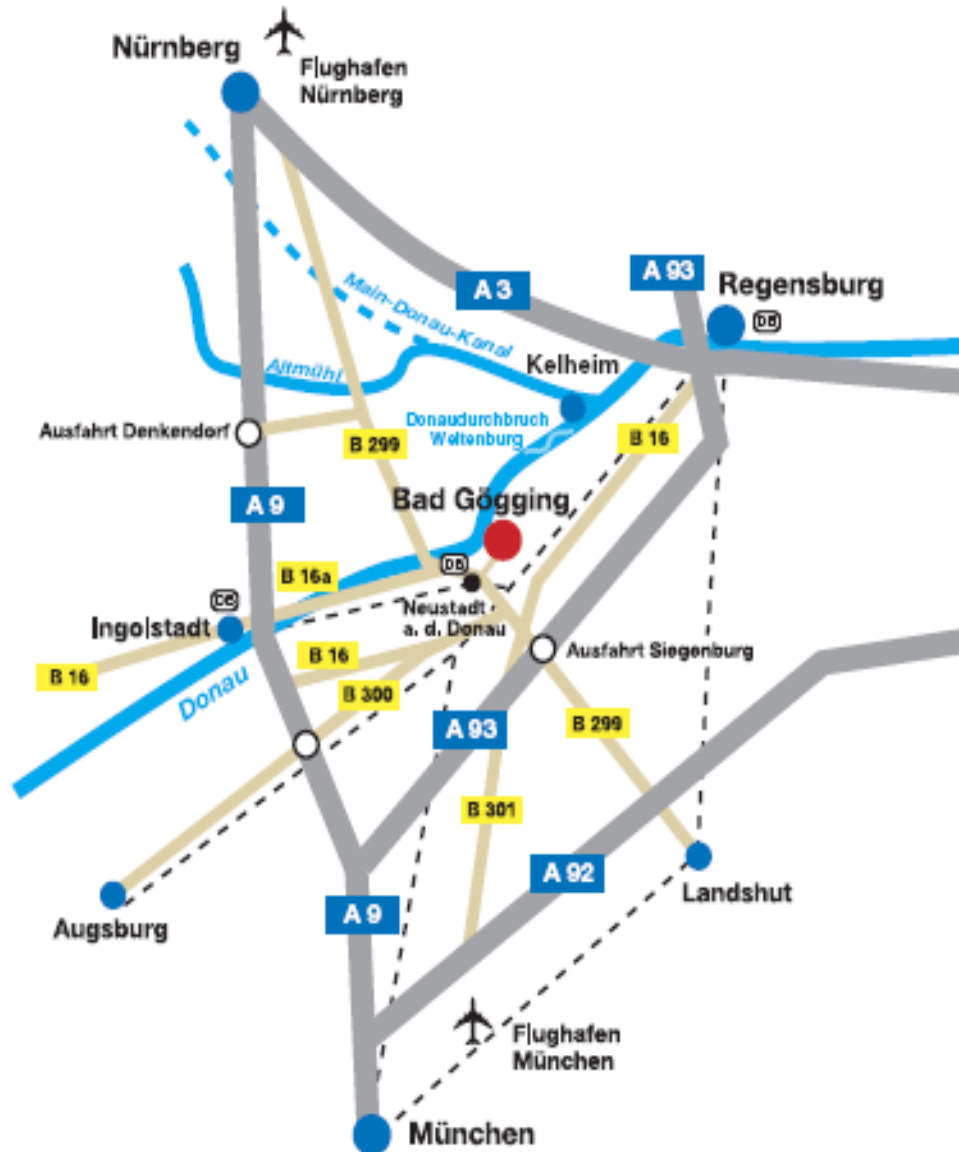 Nürnberg
Flughafen
Nürnberg
A 93
Regensburg
DB
A 3
Main-Donau-Kanal
Kelheim
Altmühl
Donaudurchbruch
Weltenburg
Ausfahrt Denkendorf
B 299
B 16
A 9
Bad Gögging
DB
B 16a
DB
Neustadt
a. d. Donau
Ingolstadt
B 16
Ausfahrt Siegenburg
B 16
Donau
B 300
A 93
B 299
B 301
A 92
Landshut
A 9
Augsburg
Flughafen
München
München